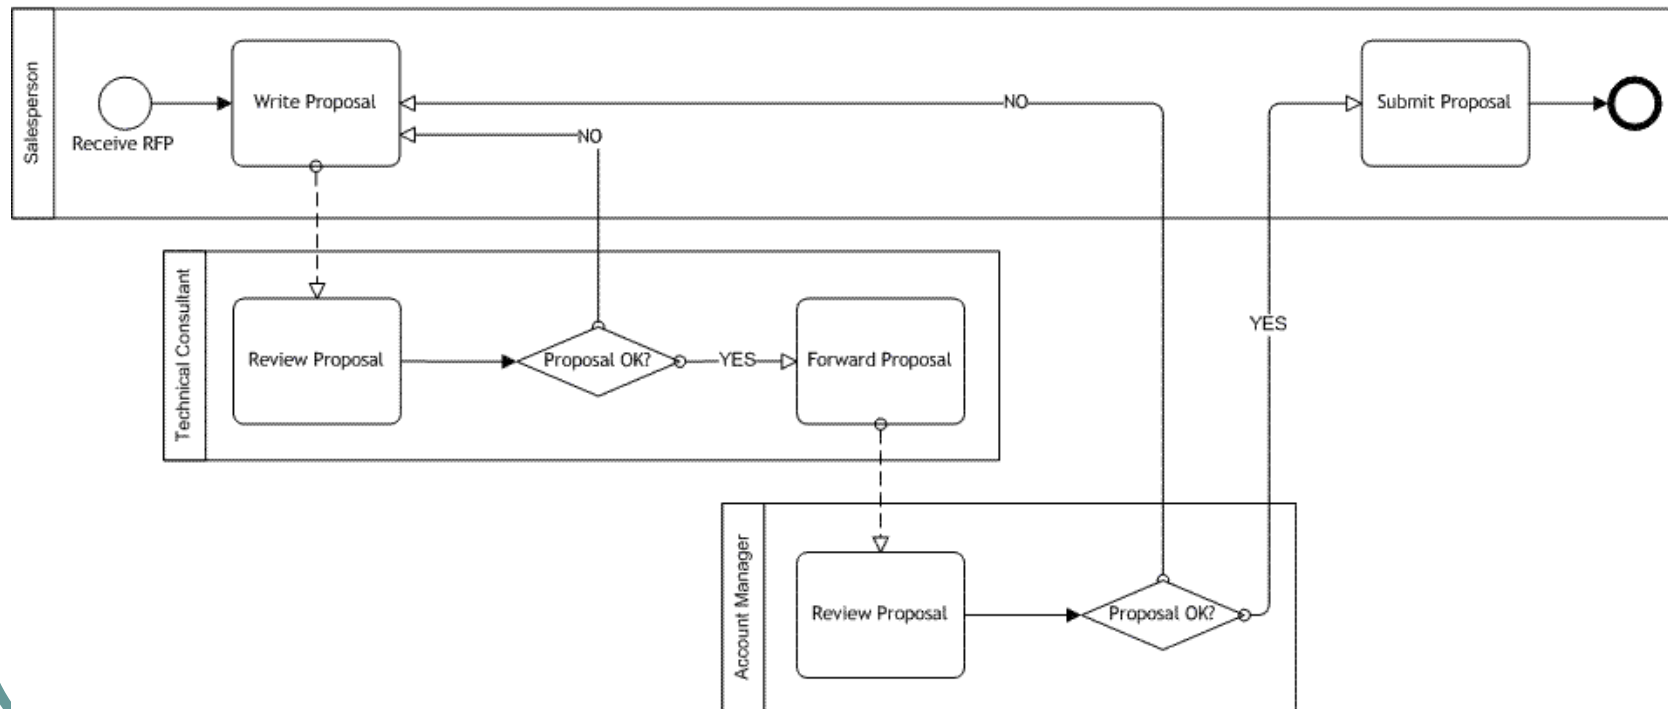 Salesperson
Receive RFP
Write Proposal
NO
NO
Submit Proposal
Technical Consultant
Review Proposal
Proposal OK?
YES
Forward Proposal
YES
Account Manager
Review Proposal
Proposal OK?